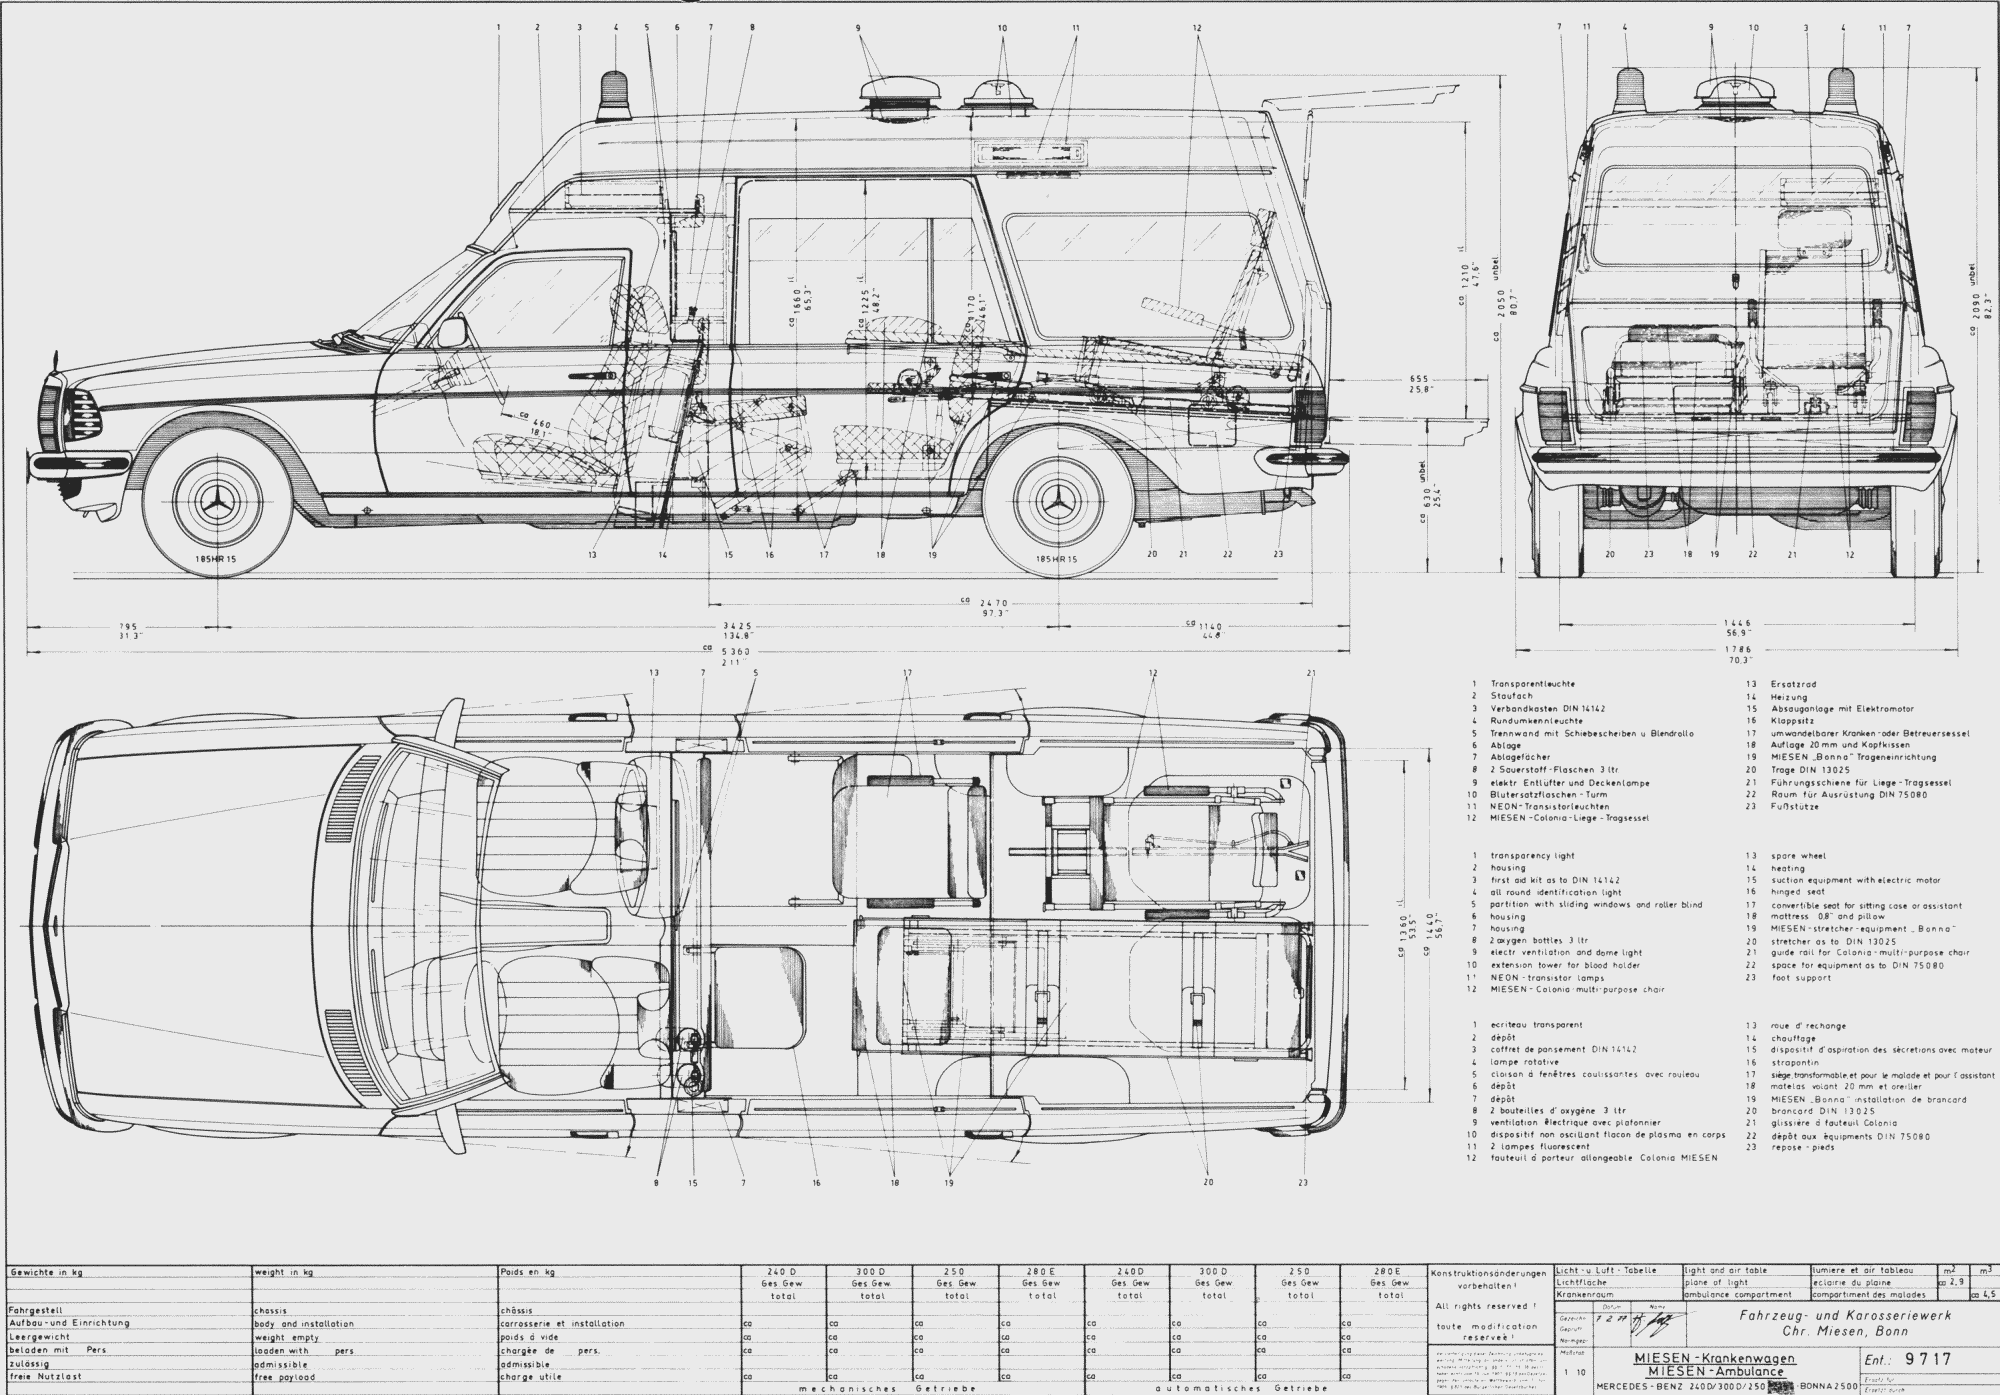 1 2 3 4 5 6 7 8 9 10 11 12
7 11 4 9 10 3 4 11 7
ca 1660 il
65,3"
ca 1225 il
48,2"
1170
46,1"
ca 1210 il
47,6"
ca 2050 unbel
80,7"
ca 2090 unbel
82,3"
655
25,8"
ca 460
18,1"
ca 630 unbel
25,4"
185HR15
185HR15
13 14 15 16 17 18 19 20 21 22 23
20 23 18 19 22 21 12
ca 2470
97,3"
795
31,3"
3425
134,8"
ca 1140
44,8"
ca 5360
211"
1446
56,9"
1786
70,3"
13 7 5 17 12 21
ca 1360 il
53,5"
ca 1440
56,7"
8 15 7 16 18 19 20 23
1 Transparentleuchte
2 Staufach
3 Verbandkasten DIN 14142
4 Rundumkennleuchte
5 Trennwand mit Schiebescheiben u Blendrollo
6 Ablage
7 Ablagefächer
8 2 Sauerstoff-Flaschen 3 ltr.
9 elektr Entlüfter und Deckenlampe
10 Blutersatzflaschen-Turm
11 NEON-Transistorleuchten
12 MIESEN-Colonia-Liege-Tragsessel
13 Ersatzrad
14 Heizung
15 Absauganlage mit Elektromotor
16 Klappsitz
17 umwandelbarer Kranken-oder Betreuersessel
18 Auflage 20mm und Kopfkissen
19 MIESEN „Bonna" Trageneinrichtung
20 Trage DIN 13025
21 Führungsschiene für Liege-Tragsessel
22 Raum für Ausrüstung DIN 75080
23 Fußstütze
1 transparency light
2 housing
3 first aid kit as to DIN 14142
4 all round identification light
5 partition with sliding windows and roller blind
6 housing
7 housing
8 2 oxygen bottles 3 ltr
9 electr ventilation and dome light
10 extension tower for blood holder
11 NEON-transistor lamps
12 MIESEN-Colonia-multi-purpose chair
13 spare wheel
14 heating
15 suction equipment with electric motor
16 hinged seat
17 convertible seat for sitting case or assistant
18 mattress 0,8" and pillow
19 MIESEN-stretcher-equipment „Bonna"
20 stretcher as to DIN 13025
21 guide rail for Colonia-multi-purpose chair
22 space for equipment as to DIN 75080
23 foot support
1 ecriteau transparent
2 dépôt
3 coffret de pansement DIN 14142
4 lampe rotative
5 cloison á fenêtres coulissantes avec rouleau
6 dépôt
7 dépôt
8 2 bouteilles d'oxygéne 3 ltr
9 ventilation électrique avec plafonnier
10 dispositif non oscillant flacon de plasma en corps
11 2 lampes fluorescent
12 fauteuil á porteur allongeable Colonia MIESEN
13 roue d'rechange
14 chauffage
15 dispositif d'aspiration des sécretions avec moteur
16 strapontin
17 siége,transformable,et pour le malade et pour l'assistant
18 matelas volant 20 mm et oreiller
19 MIESEN „Bonna" installation de brancard
20 brancard DIN 13025
21 glissiére á fauteuil Colonia
22 dépôt aux équipments DIN 75080
23 repose-pieds
Gewichte in kg weight in kg Poids en kg 240 D 300 D 250 280 E 240D 300 D 250 280E
Ges Gew. Ges Gew. Ges Gew. Ges Gew. Ges Gew. Ges Gew. Ges Gew. Ges Gew.
total total total total total total total total
Fahrgestell chassis châssis
Aufbau-und Einrichtung body and installation carrosserie et installation ca ca ca ca ca ca ca ca
Leergewicht weight empty poids á vide ca ca ca ca ca ca ca ca
beladen mit Pers loaden with pers chargée de pers. ca ca ca ca ca ca ca ca
zulässig admissible admissible
freie Nutzlast free payload charge utile ca ca ca ca ca ca ca ca
mechanisches Getriebe automatisches Getriebe
Konstruktionsänderungen
vorbehalten!
All rights reserved!
toute modification
reserveé!
Licht-u Luft-Tabelle light and air table lumiere et air tableau m² m³
Lichtfläche plane of light eclairie du plaine ca 2,9
Krankenraum ambulance compartment compartiment des malades ca 4,5
Datum Name
Gezeichn 7 2 77
Geprüft
Normgep
Fahrzeug- und Karosseriewerk
Chr. Miesen, Bonn
Maßstab
1 10
MIESEN-Krankenwagen
MIESEN-Ambulance
MERCEDES-BENZ 240D/300D/250 BONNA2500
Ent.: 9717
Ersatz für
Ersetzt durch